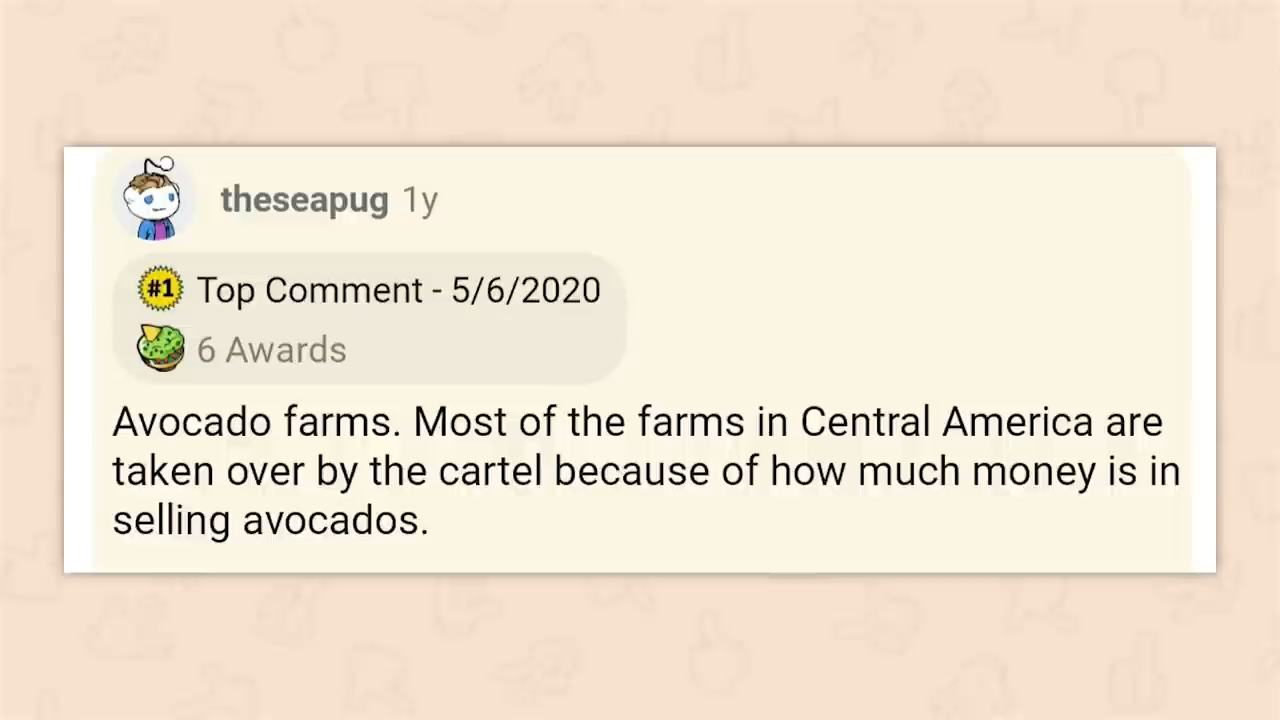 theseapug 1y
#1 Top Comment - 5/6/2020
6 Awards
Avocado farms. Most of the farms in Central America are
taken over by the cartel because of how much money is in
selling avocados.